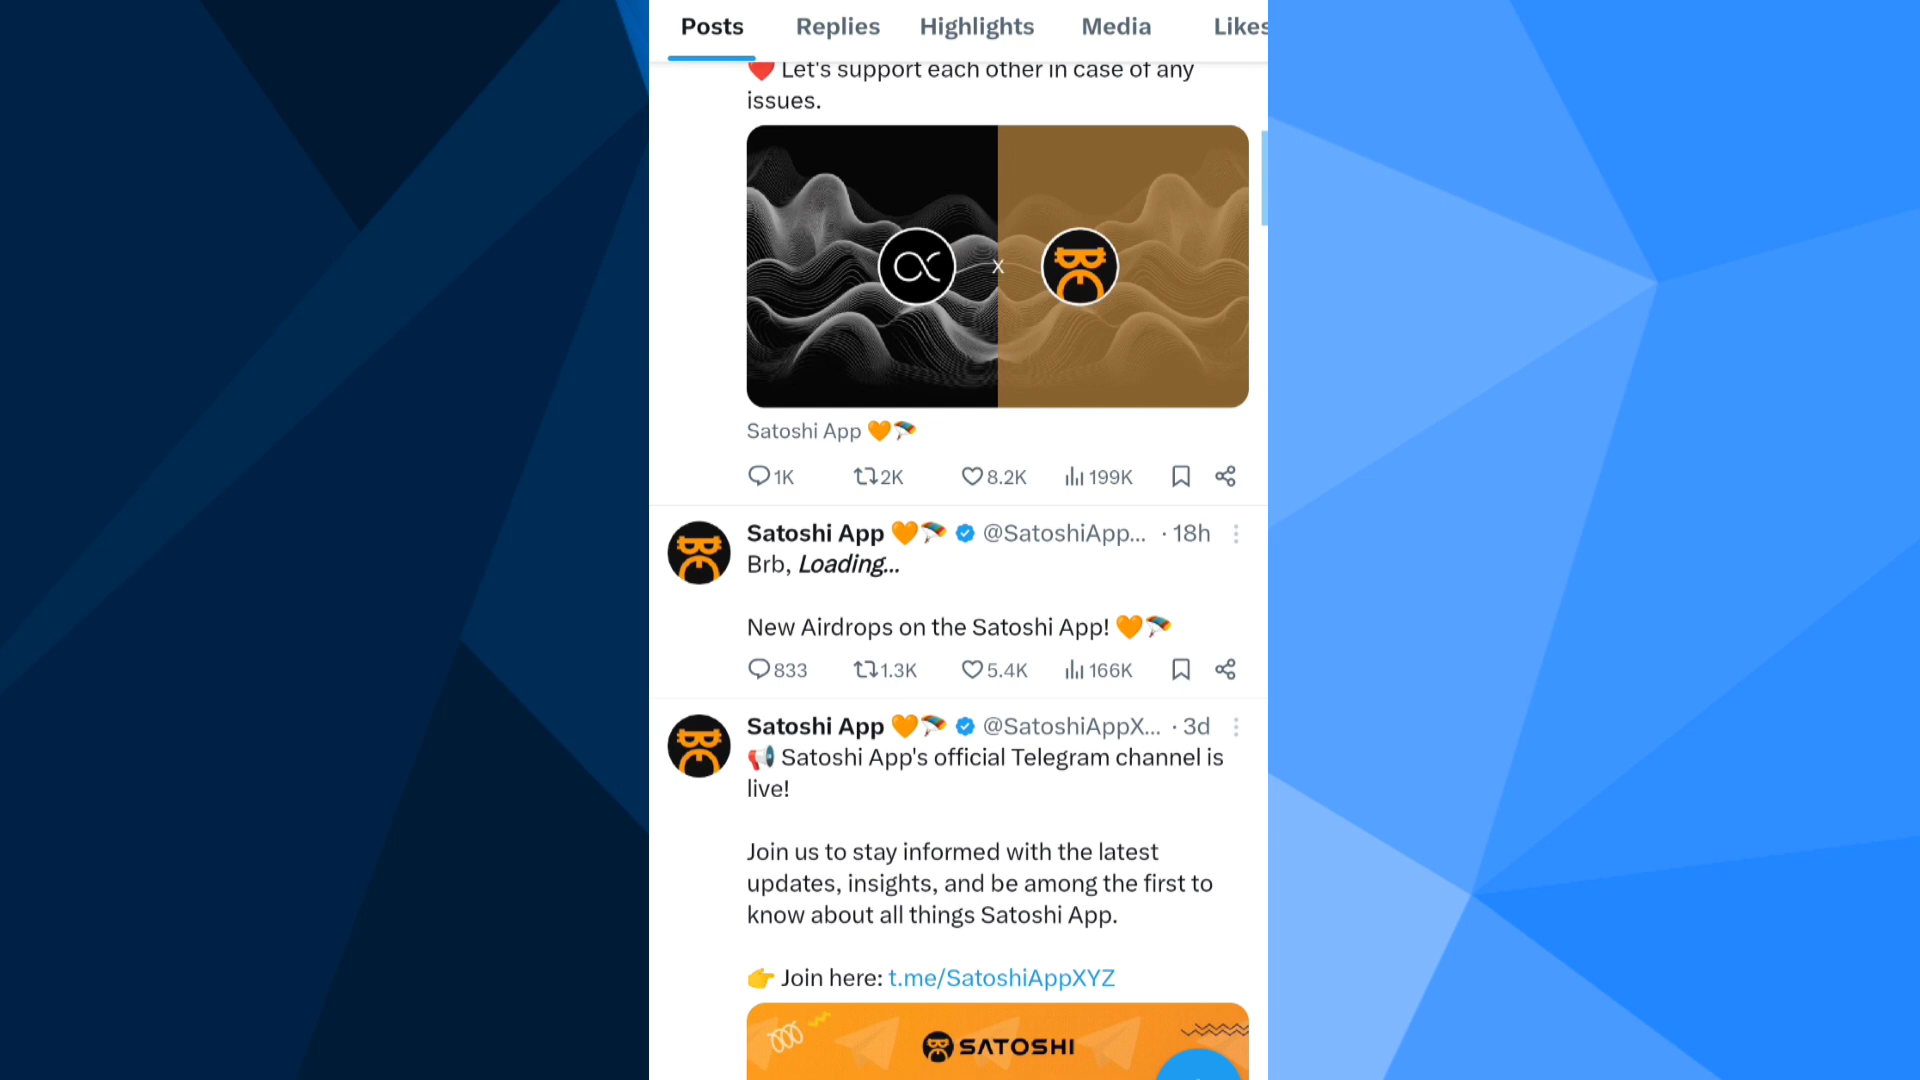 Posts Replies Highlights Media Likes
❤️ Let's support each other in case of any
issues.
X
Satoshi App 🧡🪂
1K 2K 8.2K 199K
Satoshi App 🧡🪂 @SatoshiApp... · 18h
Brb, Loading...
New Airdrops on the Satoshi App! 🧡🪂
833 1.3K 5.4K 166K
Satoshi App 🧡🪂 @SatoshiAppX... · 3d
📢 Satoshi App's official Telegram channel is
live!
Join us to stay informed with the latest
updates, insights, and be among the first to
know about all things Satoshi App.
👉 Join here: t.me/SatoshiAppXYZ
SATOSHI